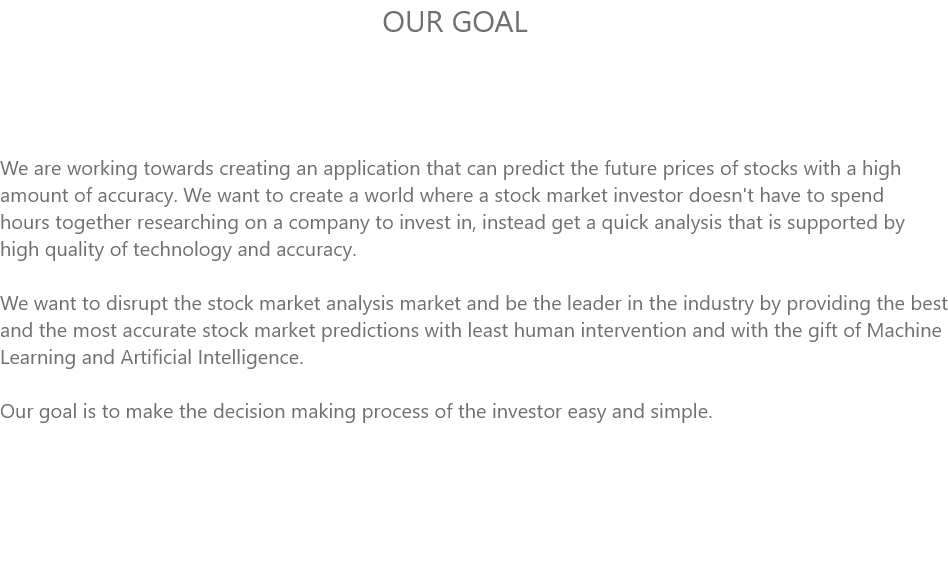 OUR GOAL
We are working towards creating an application that can predict the future prices of stocks with a high
amount of accuracy. We want to create a world where a stock market investor doesn't have to spend
hours together researching on a company to invest in, instead get a quick analysis that is supported by
high quality of technology and accuracy.
We want to disrupt the stock market analysis market and be the leader in the industry by providing the best
and the most accurate stock market predictions with least human intervention and with the gift of Machine
Learning and Artificial Intelligence.
Our goal is to make the decision making process of the investor easy and simple.